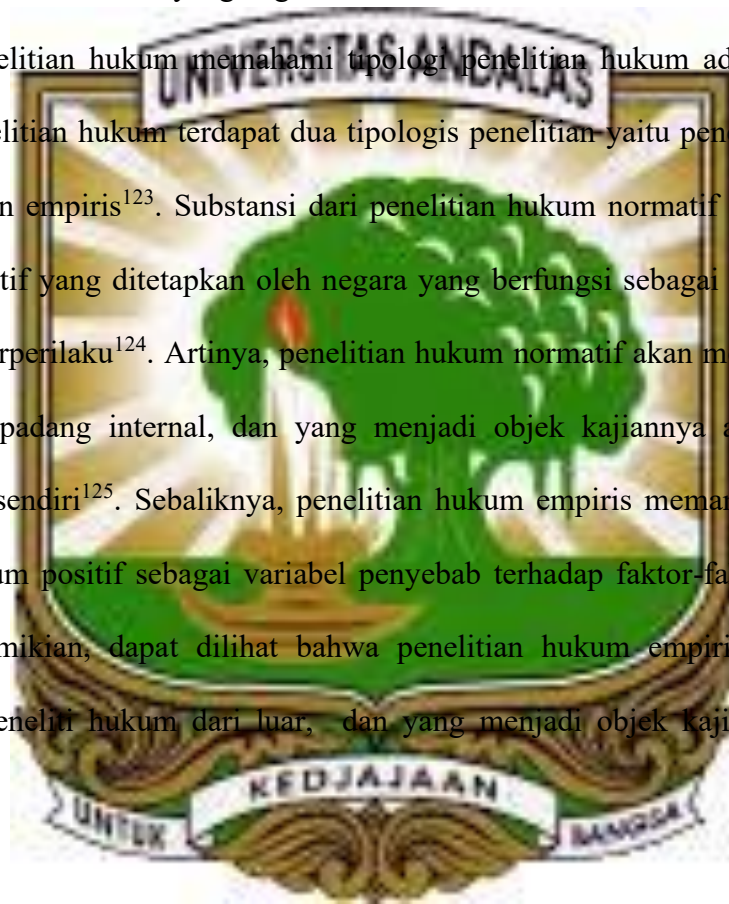 UNIVERSITAS ANDALAS
elitian hukum memahami tipologi penelitian hukum ad
elitian hukum terdapat dua tipologis penelitian yaitu pen
n empiris123. Substansi dari penelitian hukum normatif
tif yang ditetapkan oleh negara yang berfungsi sebagai
rperilaku124. Artinya, penelitian hukum normatif akan m
padang internal, dan yang menjadi objek kajiannya a
sendiri125. Sebaliknya, penelitian hukum empiris meman
um positif sebagai variabel penyebab terhadap faktor-fa
mikian, dapat dilihat bahwa penelitian hukum empiri
eneliti hukum dari luar, dan yang menjadi objek kaji
UNTUK KEDJAJAAN BANGSA